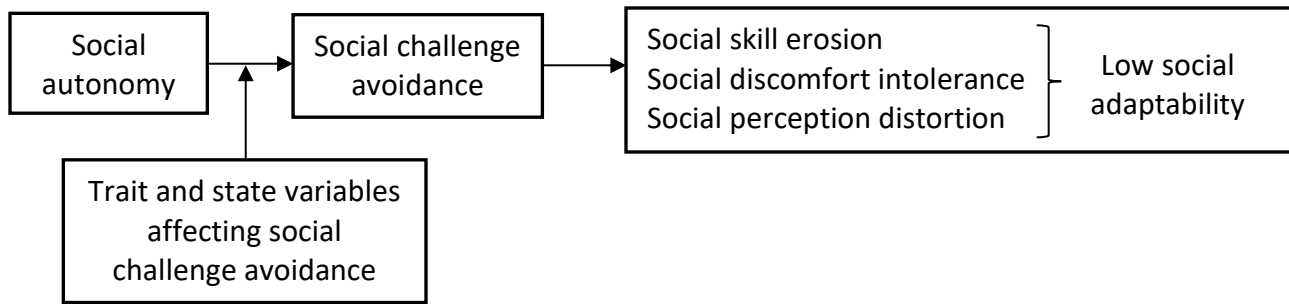 Social
autonomy
Social challenge
avoidance
Social skill erosion
Social discomfort intolerance
Social perception distortion
Low social
adaptability
Trait and state variables
affecting social
challenge avoidance